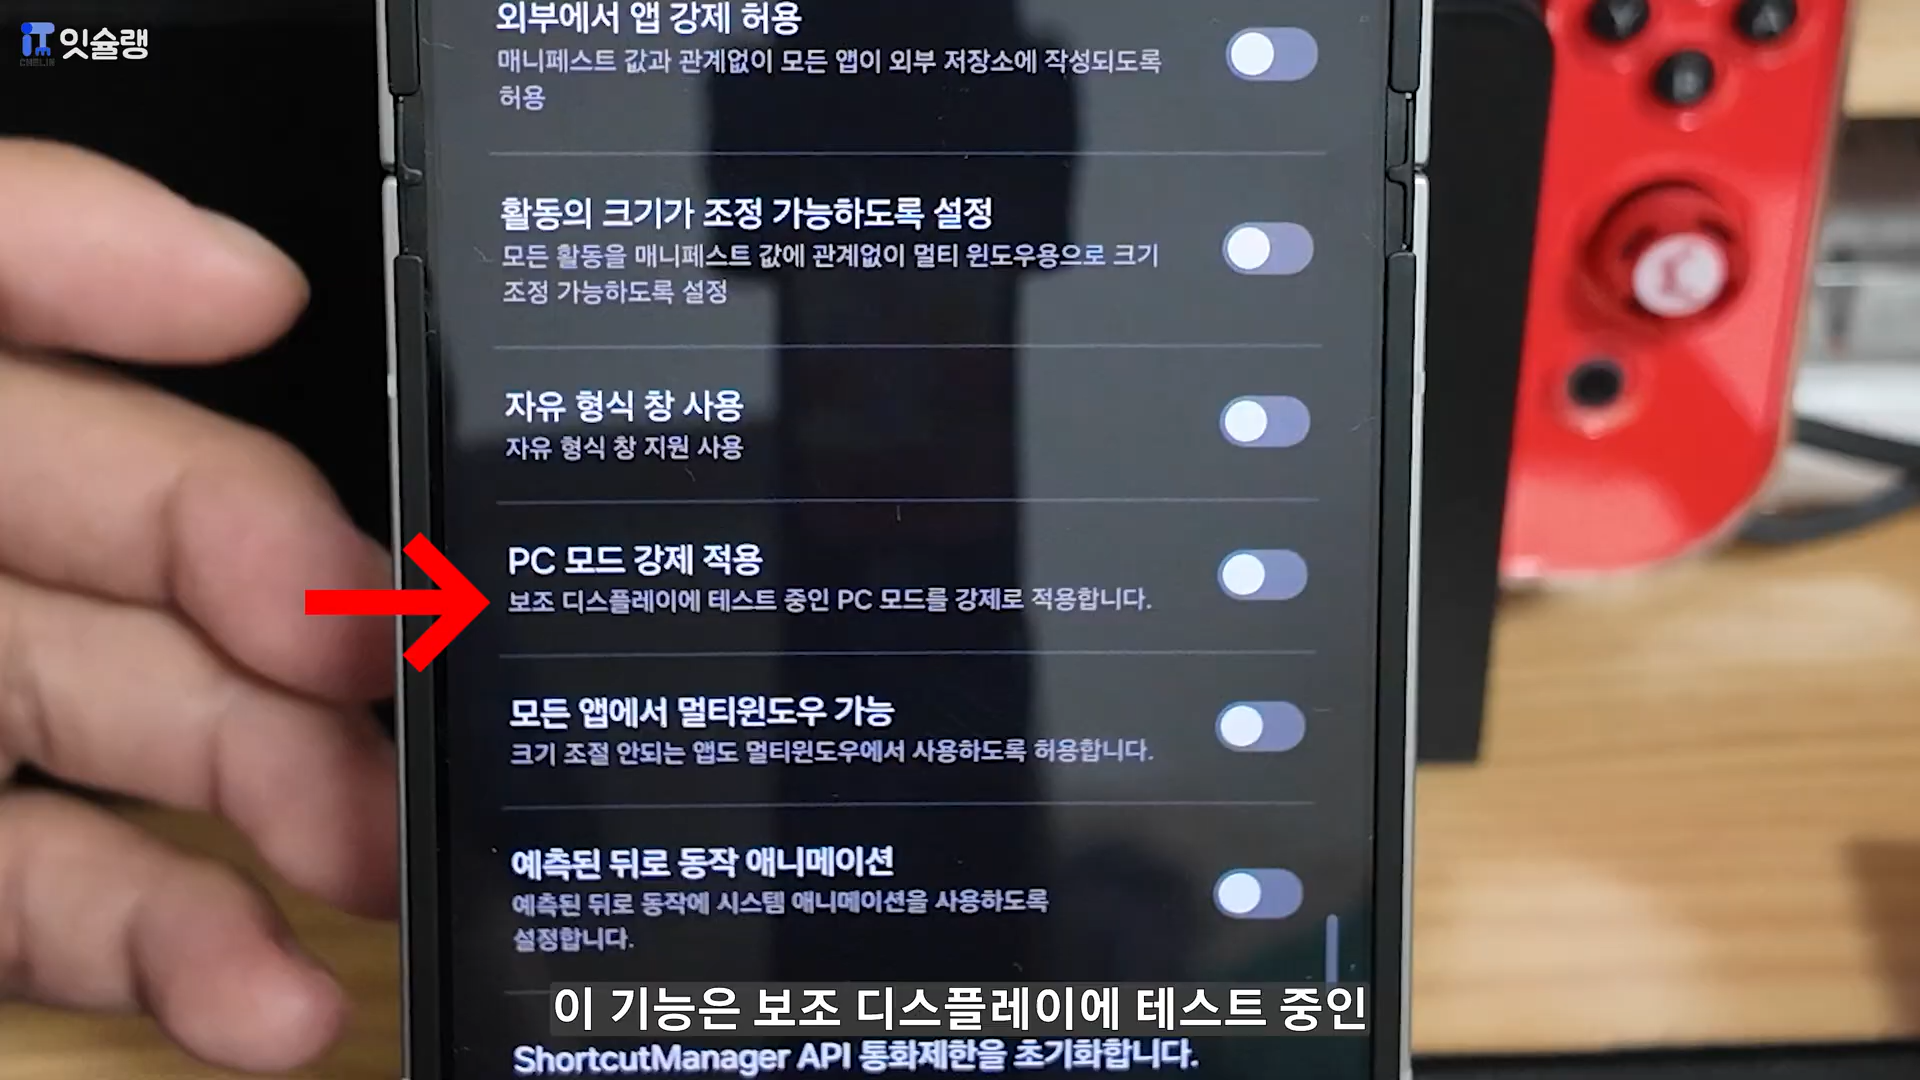 iT 잇슐랭
외부에서 앱 강제 허용
매니페스트 값과 관계없이 모든 앱이 외부 저장소에 작성되도록
허용
활동의 크기가 조정 가능하도록 설정
모든 활동을 매니페스트 값에 관계없이 멀티 윈도우용으로 크기
조정 가능하도록 설정
자유 형식 창 사용
자유 형식 창 지원 사용
PC 모드 강제 적용
보조 디스플레이에 테스트 중인 PC 모드를 강제로 적용합니다.
모든 앱에서 멀티윈도우 가능
크기 조절 안되는 앱도 멀티윈도우에서 사용하도록 허용합니다.
예측된 뒤로 동작 애니메이션
예측된 뒤로 동작에 시스템 애니메이션을 사용하도록
설정합니다.
이 기능은 보조 디스플레이에 테스트 중인
ShortcutManager API 통화제한을 초기화합니다.
Y
A
B